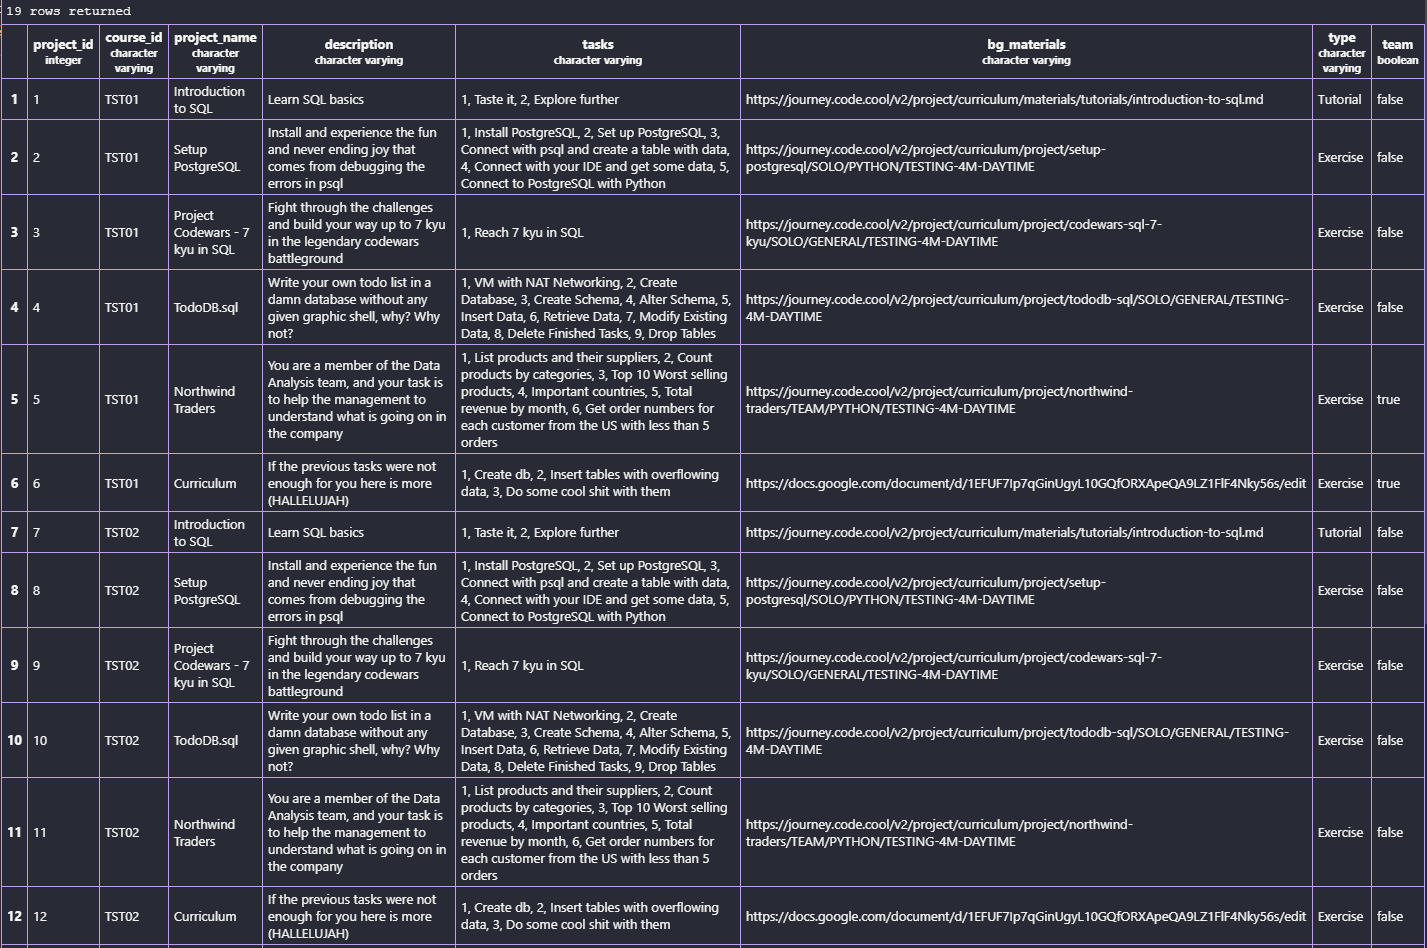 19 rows returned
project_id
integer
course_id
character
varying
project_name
character
varying
description
character varying
tasks
character varying
bg_materials
character varying
type
character
varying
team
boolean
1
1
TST01
Introduction
to SQL
Learn SQL basics
1, Taste it, 2, Explore further
https://journey.code.cool/v2/project/curriculum/materials/tutorials/introduction-to-sql.md
Tutorial
false
2
2
TST01
Setup
PostgreSQL
Install and experience the fun
and never ending joy that
comes from debugging the
errors in psql
1, Install PostgreSQL, 2, Set up PostgreSQL, 3,
Connect with psql and create a table with data,
4, Connect with your IDE and get some data, 5,
Connect to PostgreSQL with Python
https://journey.code.cool/v2/project/curriculum/project/setup-
postgresql/SOLO/PYTHON/TESTING-4M-DAYTIME
Exercise
false
3
3
TST01
Project
Codewars - 7
kyu in SQL
Fight through the challenges
and build your way up to 7 kyu
in the legendary codewars
battleground
1, Reach 7 kyu in SQL
https://journey.code.cool/v2/project/curriculum/project/codewars-sql-7-
kyu/SOLO/GENERAL/TESTING-4M-DAYTIME
Exercise
false
4
4
TST01
TodoDB.sql
Write your own todo list in a
damn database without any
given graphic shell, why? Why
not?
1, VM with NAT Networking, 2, Create
Database, 3, Create Schema, 4, Alter Schema, 5,
Insert Data, 6, Retrieve Data, 7, Modify Existing
Data, 8, Delete Finished Tasks, 9, Drop Tables
https://journey.code.cool/v2/project/curriculum/project/tododb-sql/SOLO/GENERAL/TESTING-
4M-DAYTIME
Exercise
false
5
5
TST01
Northwind
Traders
You are a member of the Data
Analysis team, and your task is
to help the management to
understand what is going on in
the company
1, List products and their suppliers, 2, Count
products by categories, 3, Top 10 Worst selling
products, 4, Important countries, 5, Total
revenue by month, 6, Get order numbers for
each customer from the US with less than 5
orders
https://journey.code.cool/v2/project/curriculum/project/northwind-
traders/TEAM/PYTHON/TESTING-4M-DAYTIME
Exercise
true
6
6
TST01
Curriculum
If the previous tasks were not
enough for you here is more
(HALLELUJAH)
1, Create db, 2, Insert tables with overflowing
data, 3, Do some cool shit with them
https://docs.google.com/document/d/1EFUF7Ip7qGinUgyL10GQfORXApeQA9LZ1FlF4Nky56s/edit
Exercise
true
7
7
TST02
Introduction
to SQL
Learn SQL basics
1, Taste it, 2, Explore further
https://journey.code.cool/v2/project/curriculum/materials/tutorials/introduction-to-sql.md
Tutorial
false
8
8
TST02
Setup
PostgreSQL
Install and experience the fun
and never ending joy that
comes from debugging the
errors in psql
1, Install PostgreSQL, 2, Set up PostgreSQL, 3,
Connect with psql and create a table with data,
4, Connect with your IDE and get some data, 5,
Connect to PostgreSQL with Python
https://journey.code.cool/v2/project/curriculum/project/setup-
postgresql/SOLO/PYTHON/TESTING-4M-DAYTIME
Exercise
false
9
9
TST02
Project
Codewars - 7
kyu in SQL
Fight through the challenges
and build your way up to 7 kyu
in the legendary codewars
battleground
1, Reach 7 kyu in SQL
https://journey.code.cool/v2/project/curriculum/project/codewars-sql-7-
kyu/SOLO/GENERAL/TESTING-4M-DAYTIME
Exercise
false
10
10
TST02
TodoDB.sql
Write your own todo list in a
damn database without any
given graphic shell, why? Why
not?
1, VM with NAT Networking, 2, Create
Database, 3, Create Schema, 4, Alter Schema, 5,
Insert Data, 6, Retrieve Data, 7, Modify Existing
Data, 8, Delete Finished Tasks, 9, Drop Tables
https://journey.code.cool/v2/project/curriculum/project/tododb-sql/SOLO/GENERAL/TESTING-
4M-DAYTIME
Exercise
false
11
11
TST02
Northwind
Traders
You are a member of the Data
Analysis team, and your task is
to help the management to
understand what is going on in
the company
1, List products and their suppliers, 2, Count
products by categories, 3, Top 10 Worst selling
products, 4, Important countries, 5, Total
revenue by month, 6, Get order numbers for
each customer from the US with less than 5
orders
https://journey.code.cool/v2/project/curriculum/project/northwind-
traders/TEAM/PYTHON/TESTING-4M-DAYTIME
Exercise
false
12
12
TST02
Curriculum
If the previous tasks were not
enough for you here is more
(HALLELUJAH)
1, Create db, 2, Insert tables with overflowing
data, 3, Do some cool shit with them
https://docs.google.com/document/d/1EFUF7Ip7qGinUgyL10GQfORXApeQA9LZ1FlF4Nky56s/edit
Exercise
false